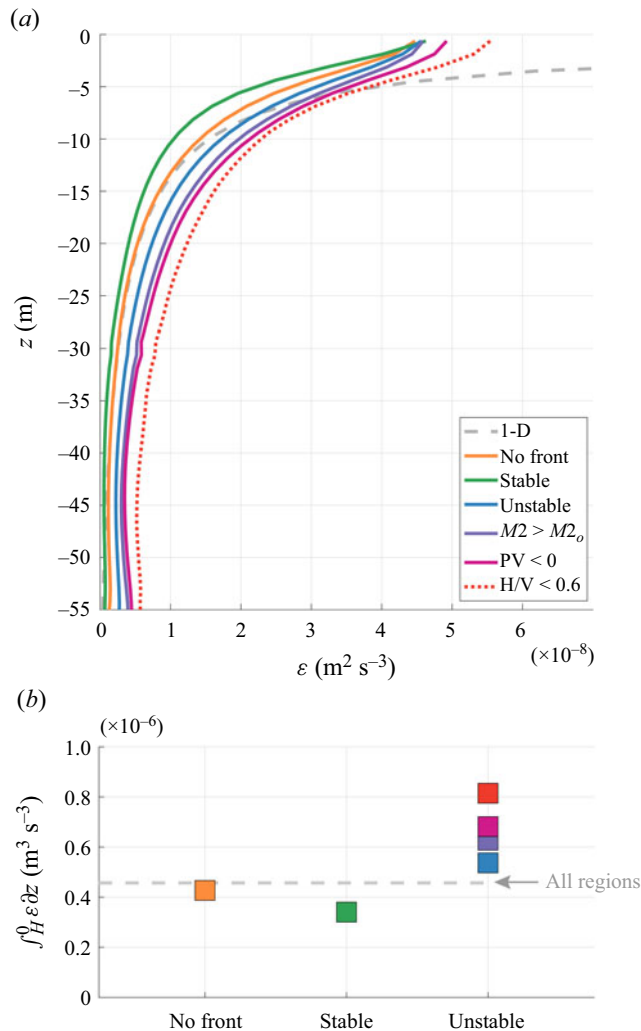 (a)
0
–5
–10
–15
–20
–25
–30
–35
–40
–45
–50
–55
z (m)
1-D
No front
Stable
Unstable
M2 > M2ₒ
PV < 0
H/V < 0.6
0 1 2 3 4 5 6
ε (m² s⁻³)
(×10⁻⁸)
(b)
(×10⁻⁶)
1.0
0.8
0.6
0.4
0.2
0
∫⁰_H ε∂z (m³ s⁻³)
All regions
No front Stable Unstable